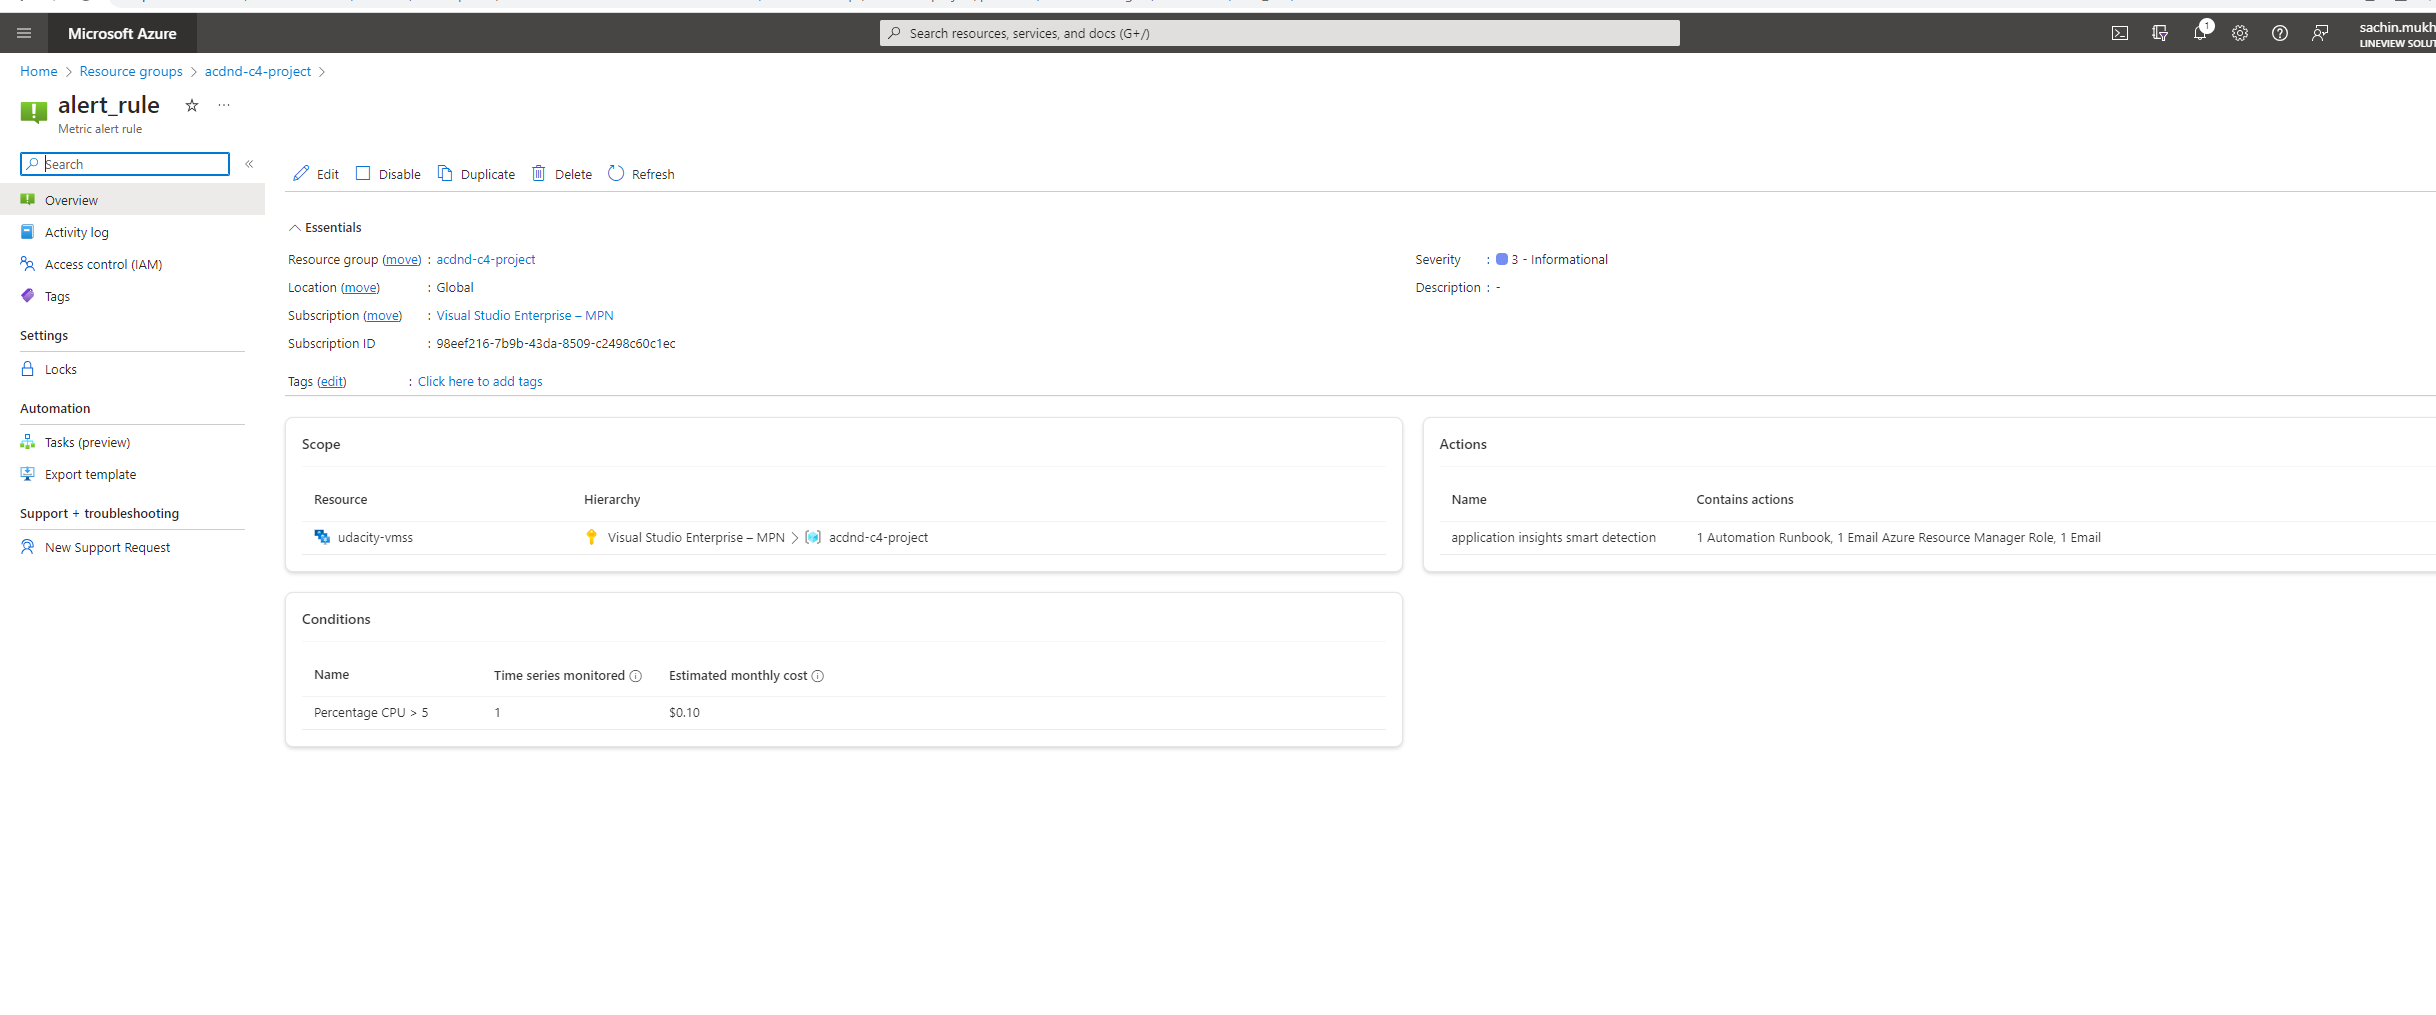 Microsoft Azure
Search resources, services, and docs (G+/)
1
sachin.mukh
LINEVIEW SOLUT
Home > Resource groups > acdnd-c4-project >
alert_rule
Metric alert rule
Search
Overview
Activity log
Access control (IAM)
Tags
Settings
Locks
Automation
Tasks (preview)
Export template
Support + troubleshooting
New Support Request
Edit Disable Duplicate Delete Refresh
Essentials
Resource group (move) : acdnd-c4-project
Location (move) : Global
Subscription (move) : Visual Studio Enterprise – MPN
Subscription ID : 98eef216-7b9b-43da-8509-c2498c60c1ec
Tags (edit) : Click here to add tags
Severity : 3 - Informational
Description : -
Scope
Resource Hierarchy
udacity-vmss Visual Studio Enterprise – MPN > acdnd-c4-project
Actions
Name Contains actions
application insights smart detection 1 Automation Runbook, 1 Email Azure Resource Manager Role, 1 Email
Conditions
Name Time series monitored Estimated monthly cost
Percentage CPU > 5 1 $0.10